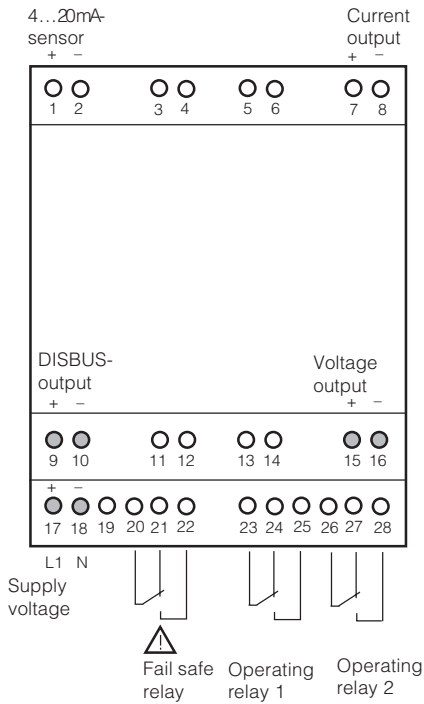 4...20mA-
sensor
+ −
Current
output
+ −
1 2 3 4 5 6 7 8
DISBUS-
output
+ −
Voltage
output
+ −
9 10 11 12 13 14 15 16
+ −
17 18 19 20 21 22 23 24 25 26 27 28
L1 N
Supply
voltage
Fail safe
relay
Operating
relay 1
Operating
relay 2